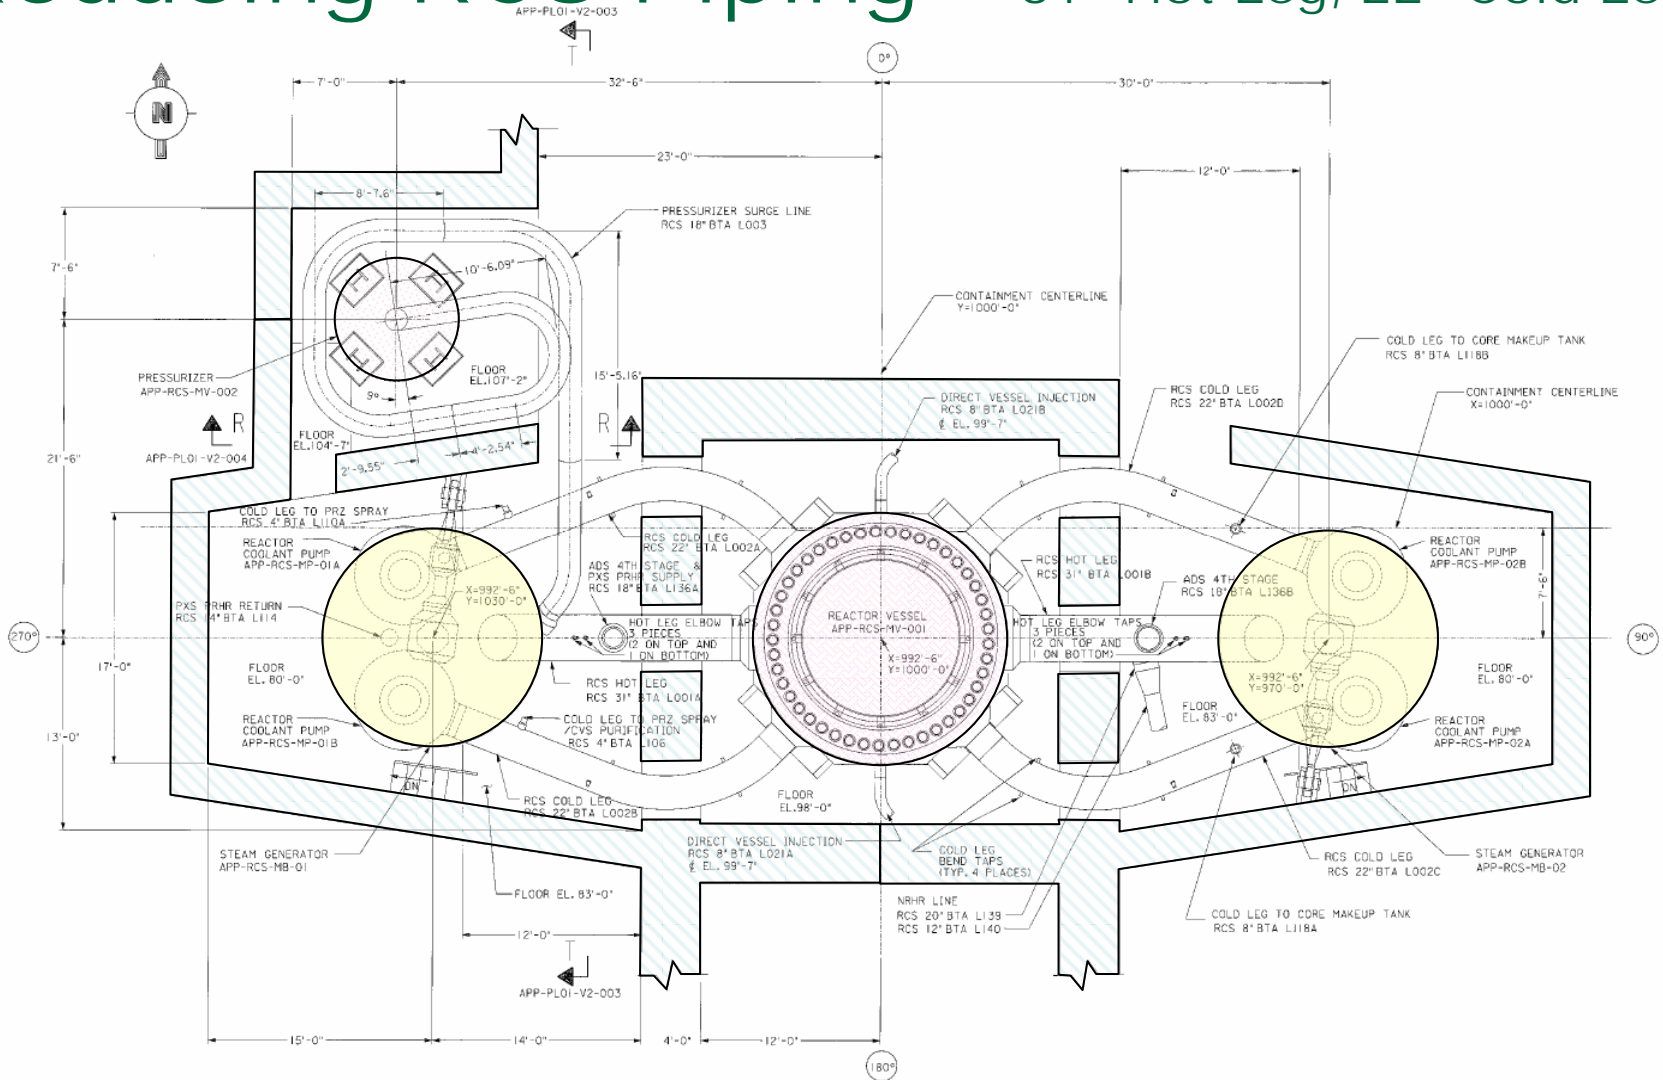 RCS Piping
APP-PL01-V2-003
0°
7'-0"
32'-6"
30'-0"
N
23'-0"
12'-0"
8'-7.6"
PRESSURIZER SURGE LINE
RCS 18" BTA L003
7'-6"
10'-6.09"
CONTAINMENT CENTERLINE
Y=1000'-0"
COLD LEG TO CORE MAKEUP TANK
RCS 8" BTA L118B
PRESSURIZER
APP-RCS-MV-002
FLOOR
EL.107'-2"
15'-5.16"
9°
RCS COLD LEG
RCS 22" BTA L002D
CONTAINMENT CENTERLINE
X=1000'-0"
DIRECT VESSEL INJECTION
RCS 8" BTA L021B
₵ EL. 99'-7"
R
R
FLOOR
EL.104'-7"
APP-PL01-V2-004
21'-6"
2'-9.55"
4'-2.54"
COLD LEG TO PRZ SPRAY
RCS 4" BTA L110A
REACTOR
COOLANT PUMP
APP-RCS-MP-01A
RCS COLD LEG
RCS 22" BTA L002A
ADS 4TH STAGE &
PXS PRHR SUPPLY
RCS 18" BTA L136A
RCS HOT LEG
RCS 31" BTA L001B
ADS 4TH STAGE
RCS 18" BTA L136B
REACTOR
COOLANT PUMP
APP-RCS-MP-02B
7'-6"
X=992'-6"
Y=1030'-0"
PXS PRHR RETURN
RCS 14" BTA L114
HOT LEG ELBOW TAPS
3 PIECES
(2 ON TOP AND
1 ON BOTTOM)
REACTOR VESSEL
APP-RCS-MV-001
HOT LEG ELBOW TAPS
3 PIECES
(2 ON TOP AND
1 ON BOTTOM)
270°
90°
X=992'-6"
Y=1000'-0"
17'-0"
FLOOR
EL. 80'-0"
RCS HOT LEG
RCS 31" BTA L001A
X=992'-6"
Y=970'-0"
FLOOR
EL. 80'-0"
FLOOR
EL. 83'-0"
REACTOR
COOLANT PUMP
APP-RCS-MP-01B
COLD LEG TO PRZ SPRAY
/CVS PURIFICATION
RCS 4" BTA L106
REACTOR
COOLANT PUMP
APP-RCS-MP-02A
13'-0"
DN
DN
FLOOR
EL.98'-0"
RCS COLD LEG
RCS 22" BTA L002B
DIRECT VESSEL INJECTION
RCS 8" BTA L021A
₵ EL. 99'-7"
COLD LEG
BEND TAPS
(TYP. 4 PLACES)
STEAM GENERATOR
APP-RCS-MB-01
RCS COLD LEG
RCS 22" BTA L002C
STEAM GENERATOR
APP-RCS-MB-02
FLOOR EL. 83'-0"
NRHR LINE
RCS 20" BTA L139
RCS 12" BTA L140
COLD LEG TO CORE MAKEUP TANK
RCS 8" BTA L118A
12'-0"
APP-PL01-V2-003
15'-0"
14'-0"
4'-0"
12'-0"
180°